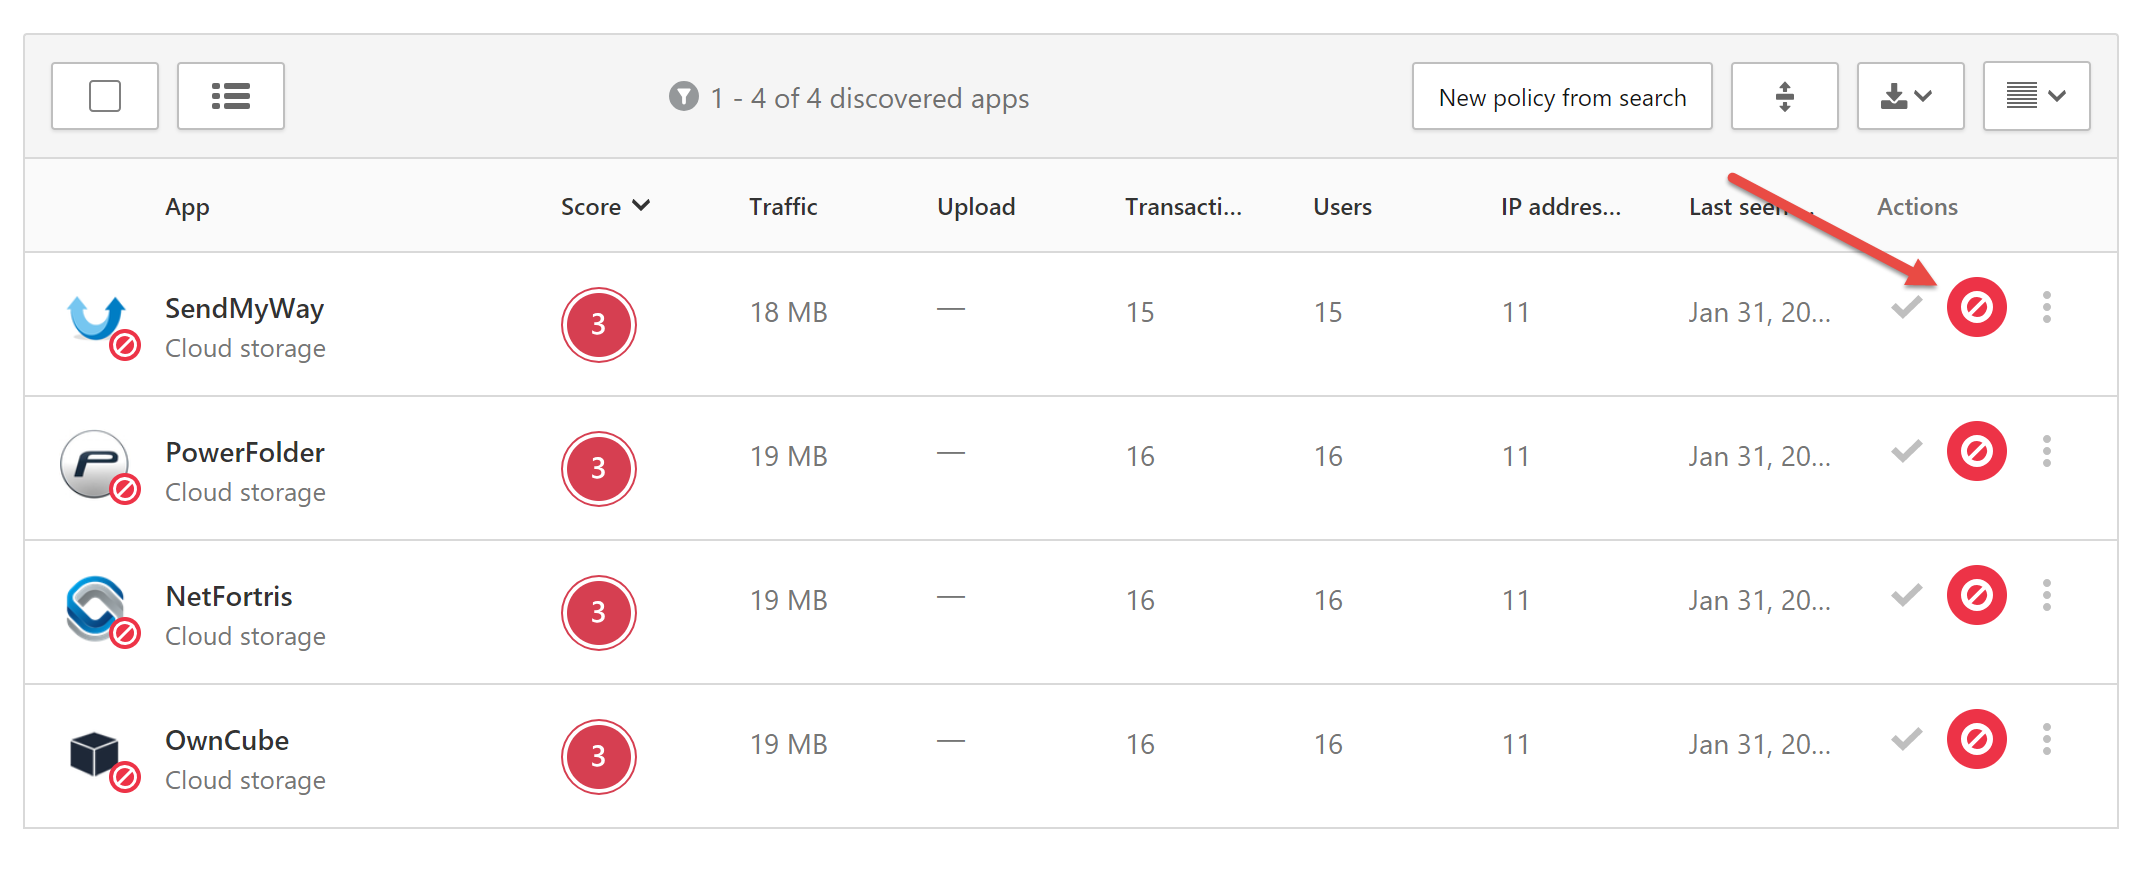 1 - 4 of 4 discovered apps
New policy from search
App Score Traffic Upload Transacti... Users IP addres... Last seen... Actions
SendMyWay
Cloud storage
3 18 MB — 15 15 11 Jan 31, 20...
PowerFolder
Cloud storage
3 19 MB — 16 16 11 Jan 31, 20...
NetFortris
Cloud storage
3 19 MB — 16 16 11 Jan 31, 20...
OwnCube
Cloud storage
3 19 MB — 16 16 11 Jan 31, 20...